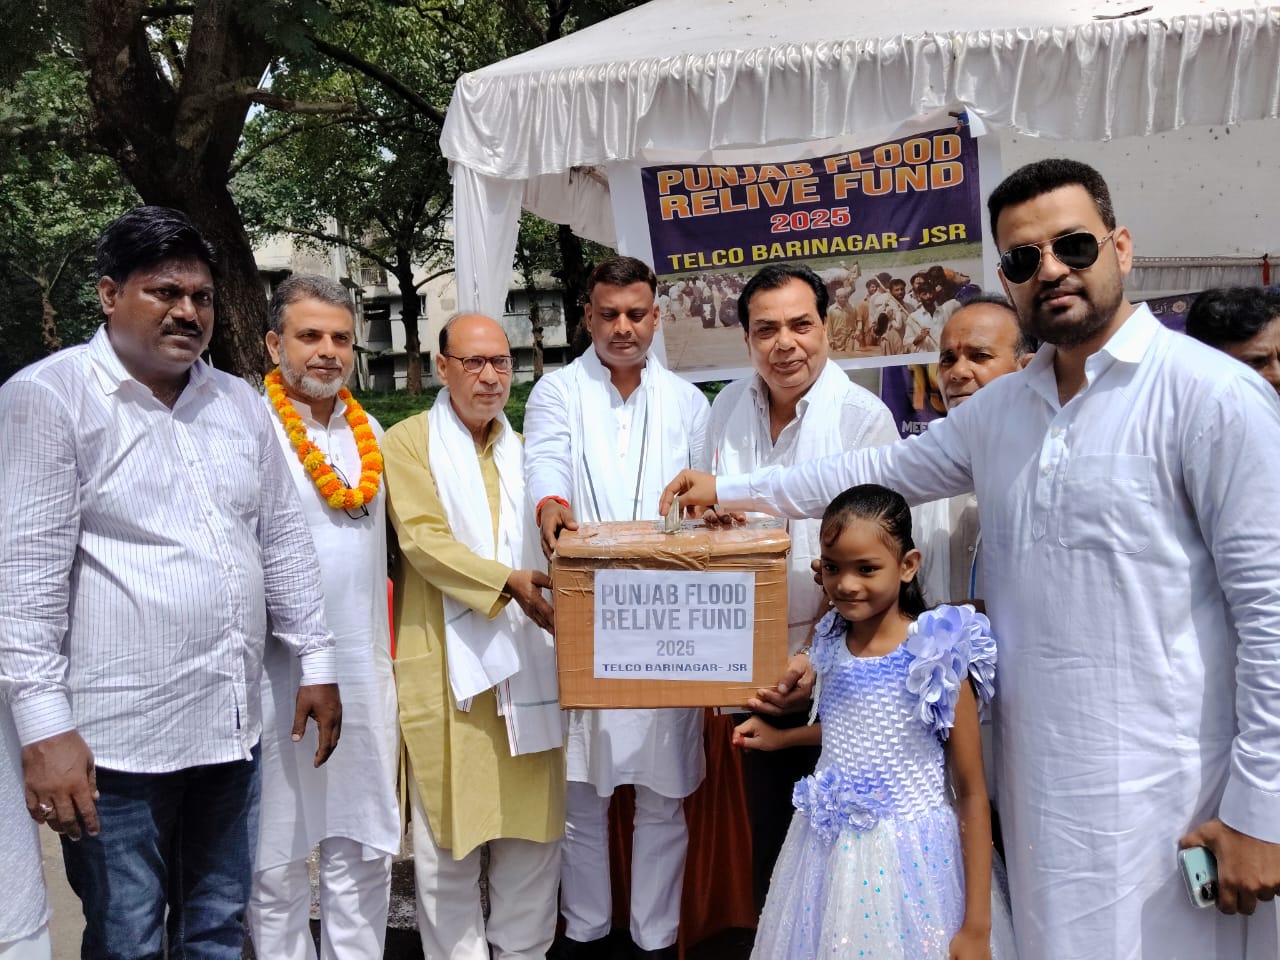 PUNJAB FLOOD
RELIVE FUND
2025
TELCO BARINAGAR- JSR
PUNJAB FLOOD
RELIVE FUND
2025
TELCO BARINAGAR- JSR